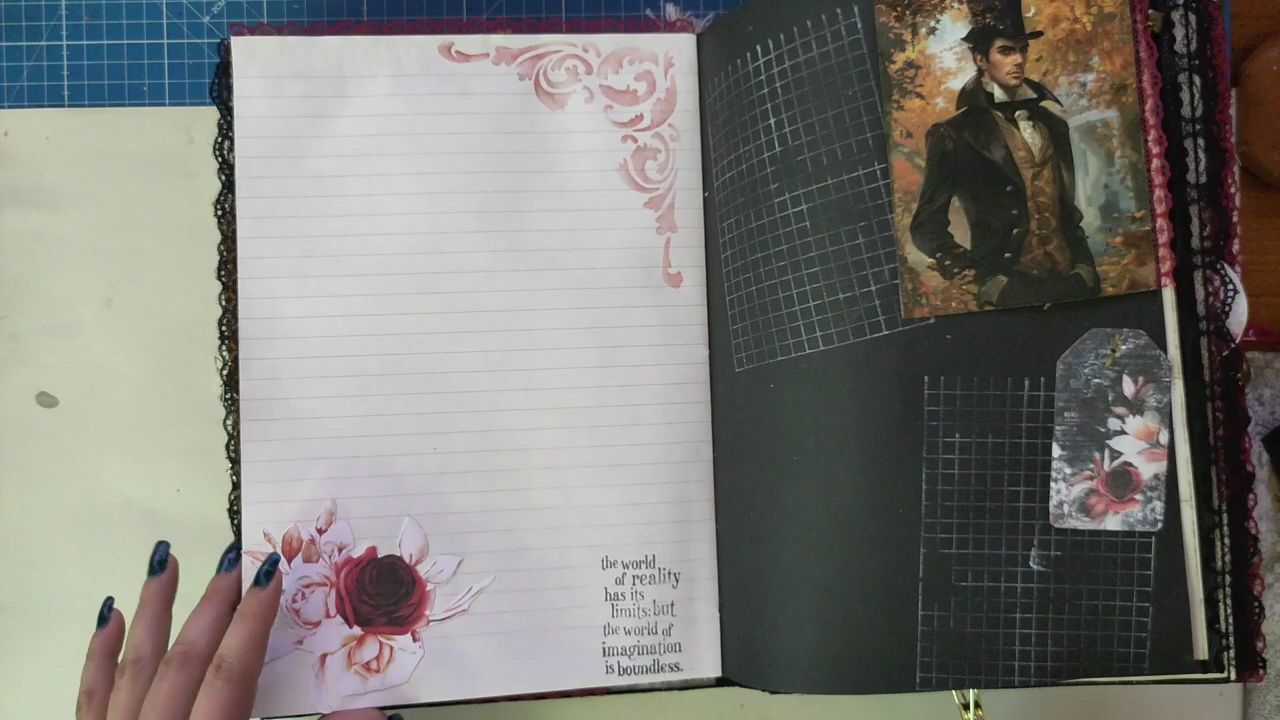 the world
of reality
has its
limits; but
the world of
imagination
is boundless.